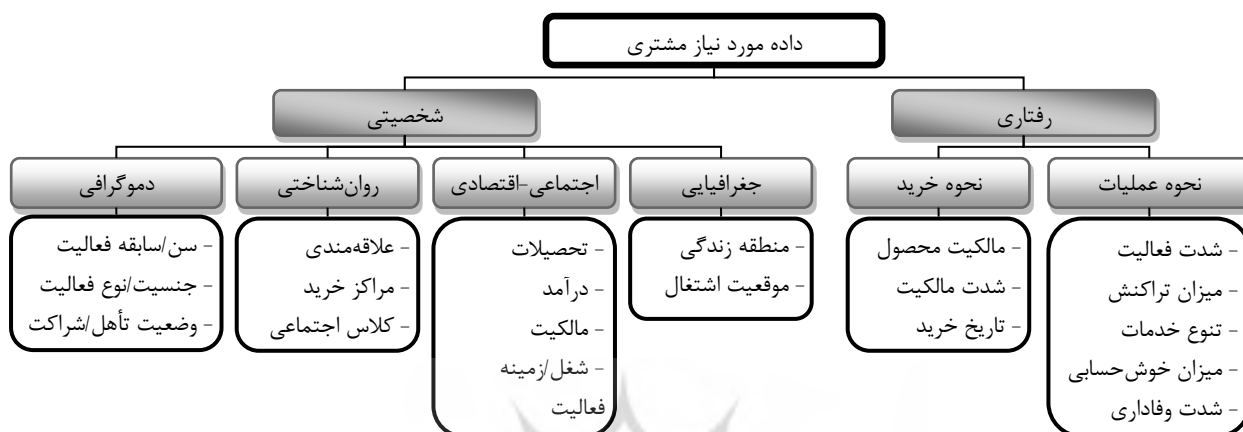 داده مورد نیاز مشتری
رفتاری
شخصیتی
نحوه عملیات
نحوه خرید
جغرافیایی
اجتماعی-اقتصادی
روان‌شناختی
دموگرافی
- شدت فعالیت
- میزان تراکنش
- تنوع خدمات
- میزان خوش‌حسابی
- شدت وفاداری
- مالکیت محصول
- شدت مالکیت
- تاریخ خرید
- منطقه زندگی
- موقعیت اشتغال
- تحصیلات
- درآمد
- مالکیت
- شغل/زمینه
فعالیت
- علاقه‌مندی
- مراکز خرید
- کلاس اجتماعی
- سن/سابقه فعالیت
- جنسیت/نوع فعالیت
- وضعیت تأهل/شراکت